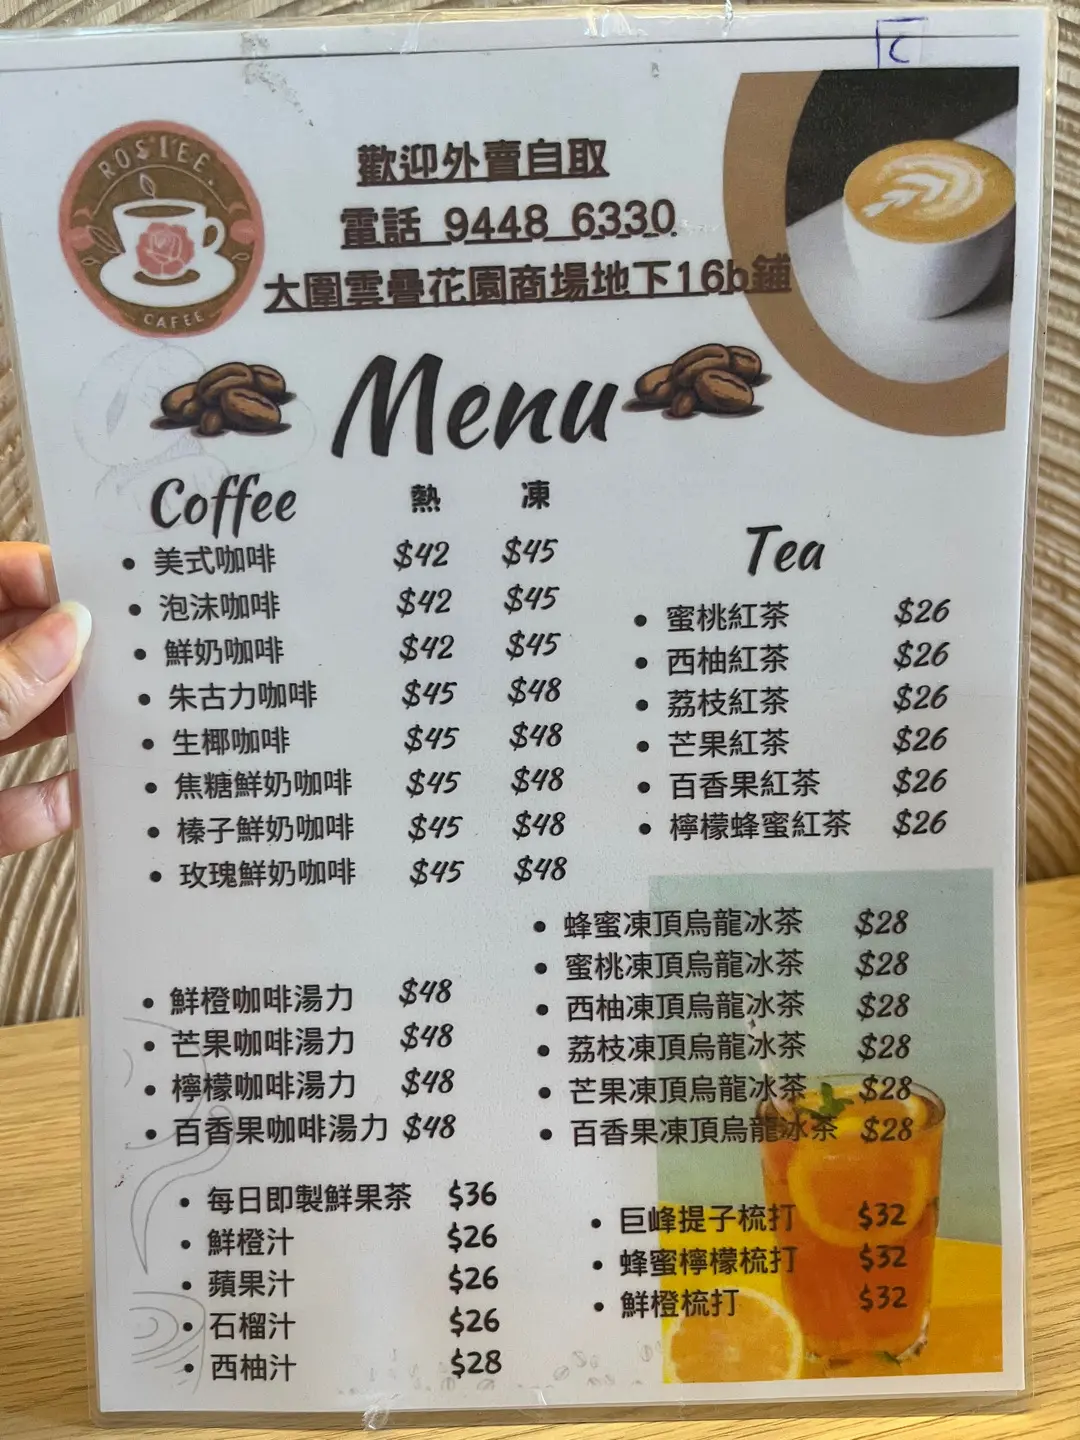 C
ROSIEE.
CAFEE
歡迎外賣自取
電話 9448 6330
大圍雲疊花園商場地下16b鋪
Menu
Coffee 熱 凍
• 美式咖啡 $42 $45
• 泡沫咖啡 $42 $45
• 鮮奶咖啡 $42 $45
• 朱古力咖啡 $45 $48
• 生椰咖啡 $45 $48
• 焦糖鮮奶咖啡 $45 $48
• 榛子鮮奶咖啡 $45 $48
• 玫瑰鮮奶咖啡 $45 $48
• 鮮橙咖啡湯力 $48
• 芒果咖啡湯力 $48
• 檸檬咖啡湯力 $48
• 百香果咖啡湯力 $48
• 每日即製鮮果茶 $36
• 鮮橙汁 $26
• 蘋果汁 $26
• 石榴汁 $26
• 西柚汁 $28
Tea
• 蜜桃紅茶 $26
• 西柚紅茶 $26
• 荔枝紅茶 $26
• 芒果紅茶 $26
• 百香果紅茶 $26
• 檸檬蜂蜜紅茶 $26
• 蜂蜜凍頂烏龍冰茶 $28
• 蜜桃凍頂烏龍冰茶 $28
• 西柚凍頂烏龍冰茶 $28
• 荔枝凍頂烏龍冰茶 $28
• 芒果凍頂烏龍冰茶 $28
• 百香果凍頂烏龍冰茶 $28
• 巨峰提子梳打 $32
• 蜂蜜檸檬梳打 $32
• 鮮橙梳打 $32